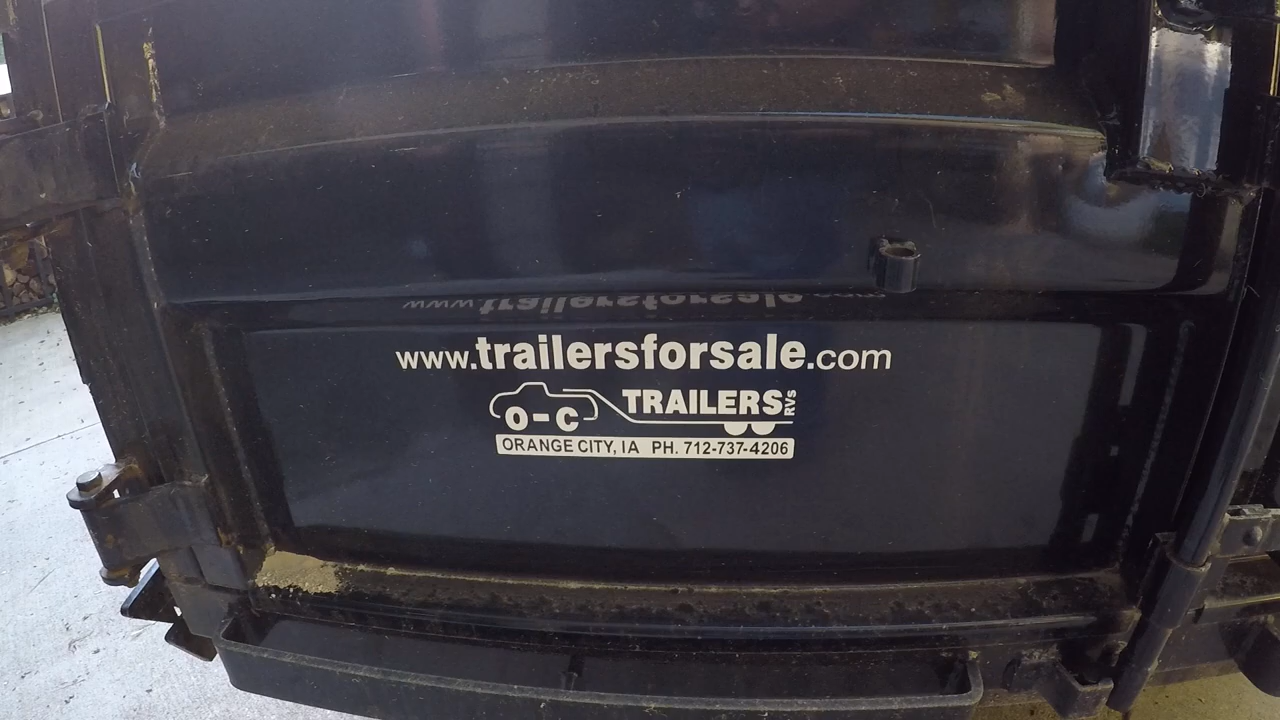 www.trailersforsale.com
O-C TRAILERS RVs
ORANGE CITY, IA PH. 712-737-4206